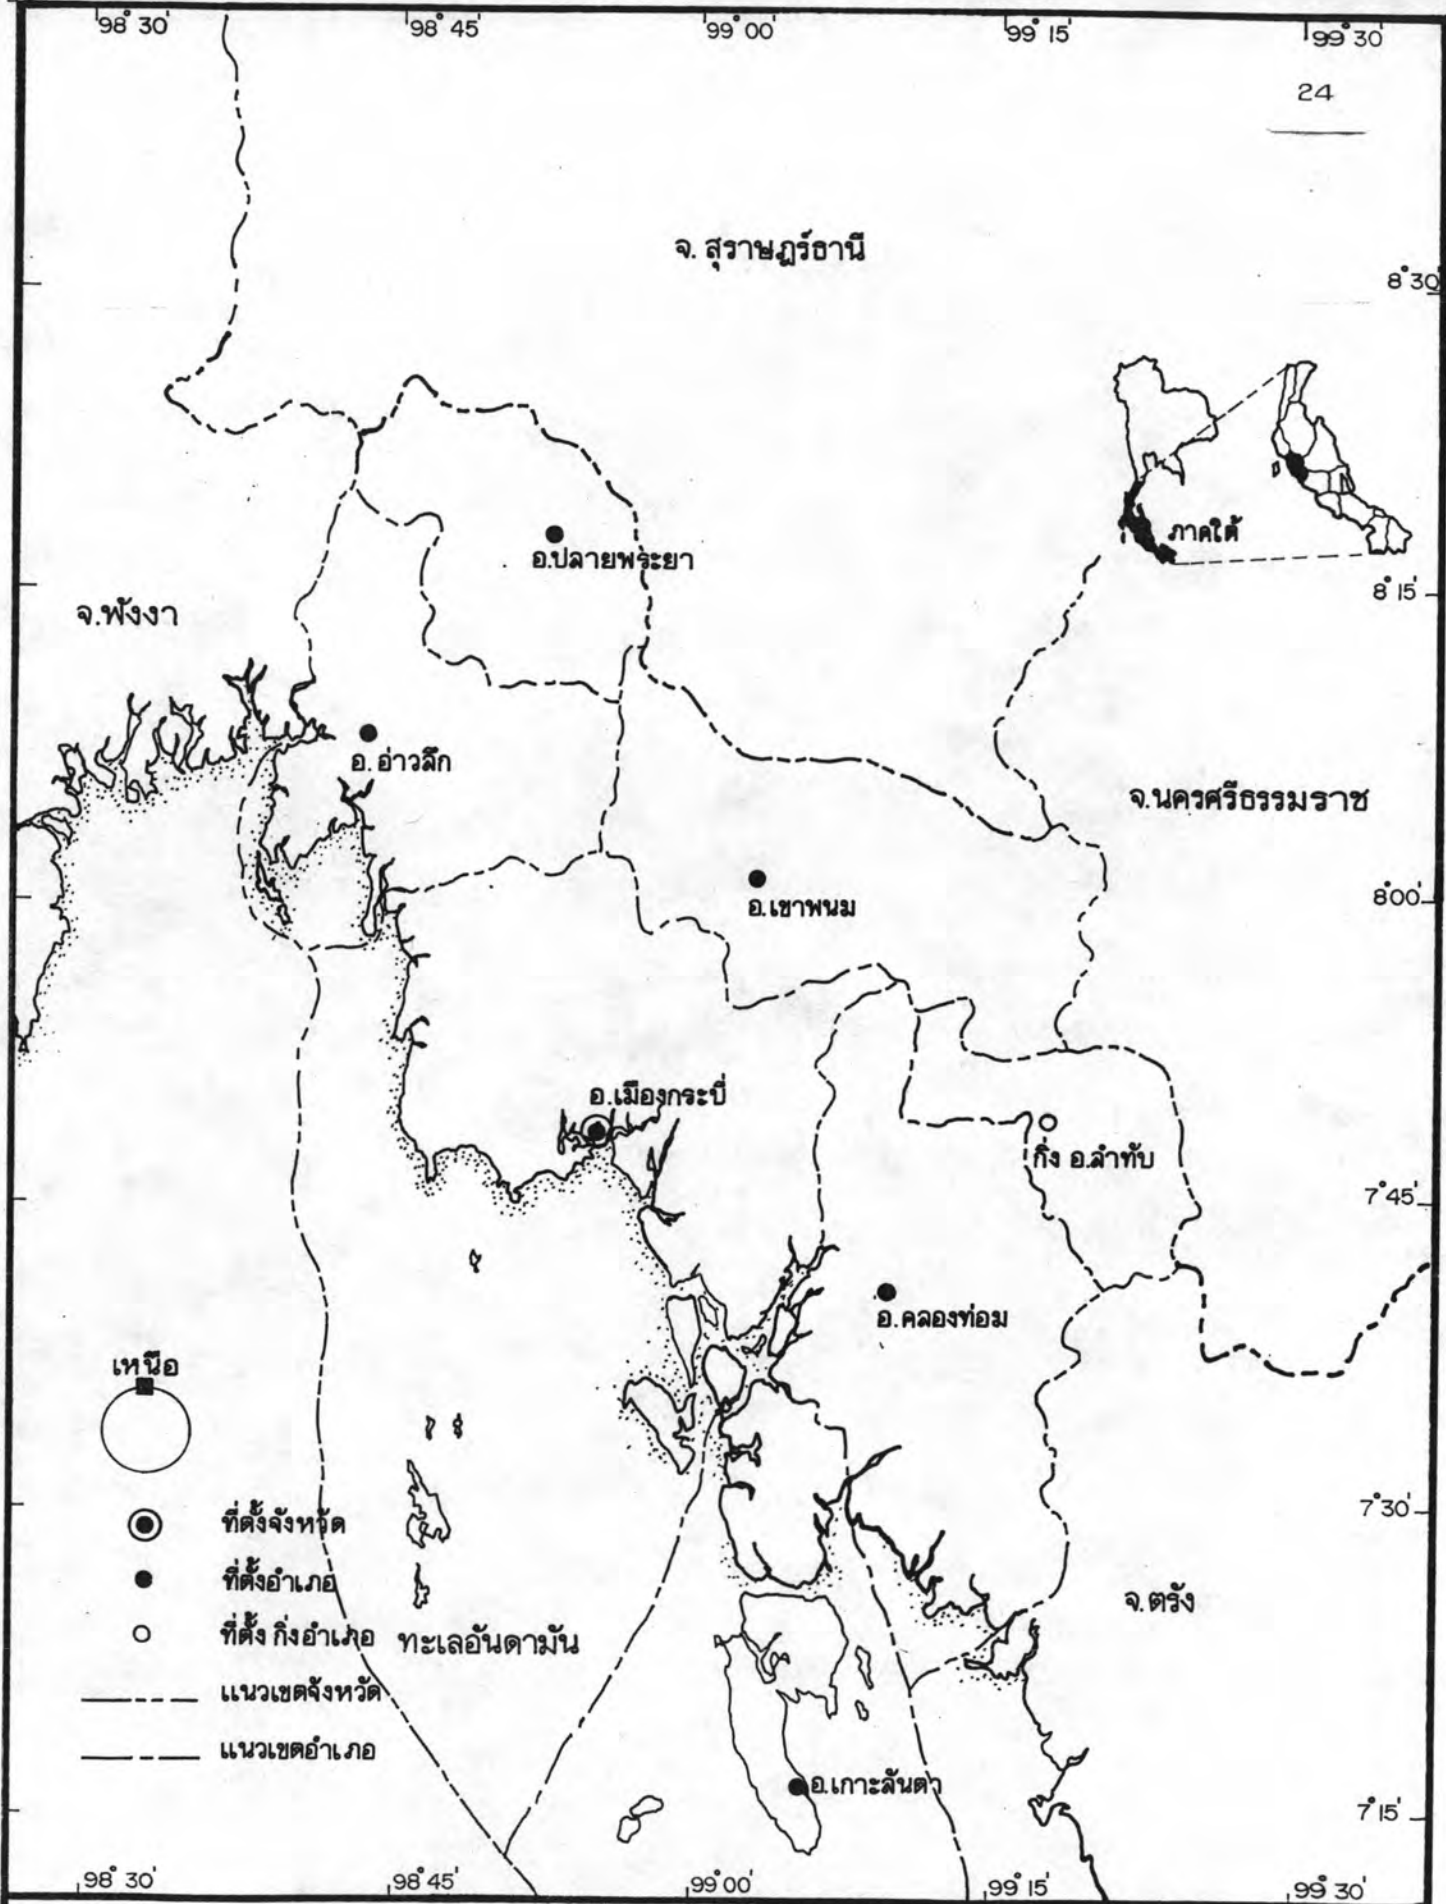 98° 30'
98° 45'
99° 00'
99° 15'
99° 30'
24
จ. สุราษฎร์ธานี
8° 30'
ภาคใต้
อ.ปลายพระยา
8° 15'
จ.พังงา
อ. อ่าวลึก
จ.นครศรีธรรมราช
8°00'
อ.เขาพนม
อ.เมืองกระบี่
กิ่ง อ.ลำทับ
7° 45'
อ.คลองท่อม
เหนือ
7° 30'
ที่ตั้งจังหวัด
ที่ตั้งอำเภอ
จ.ตรัง
ที่ตั้ง กิ่งอำเภอ
ทะเลอันดามัน
แนวเขตจังหวัด
แนวเขตอำเภอ
อ.เกาะลันตา
7° 15'
98° 30'
98° 45'
99° 00'
99° 15'
99° 30'